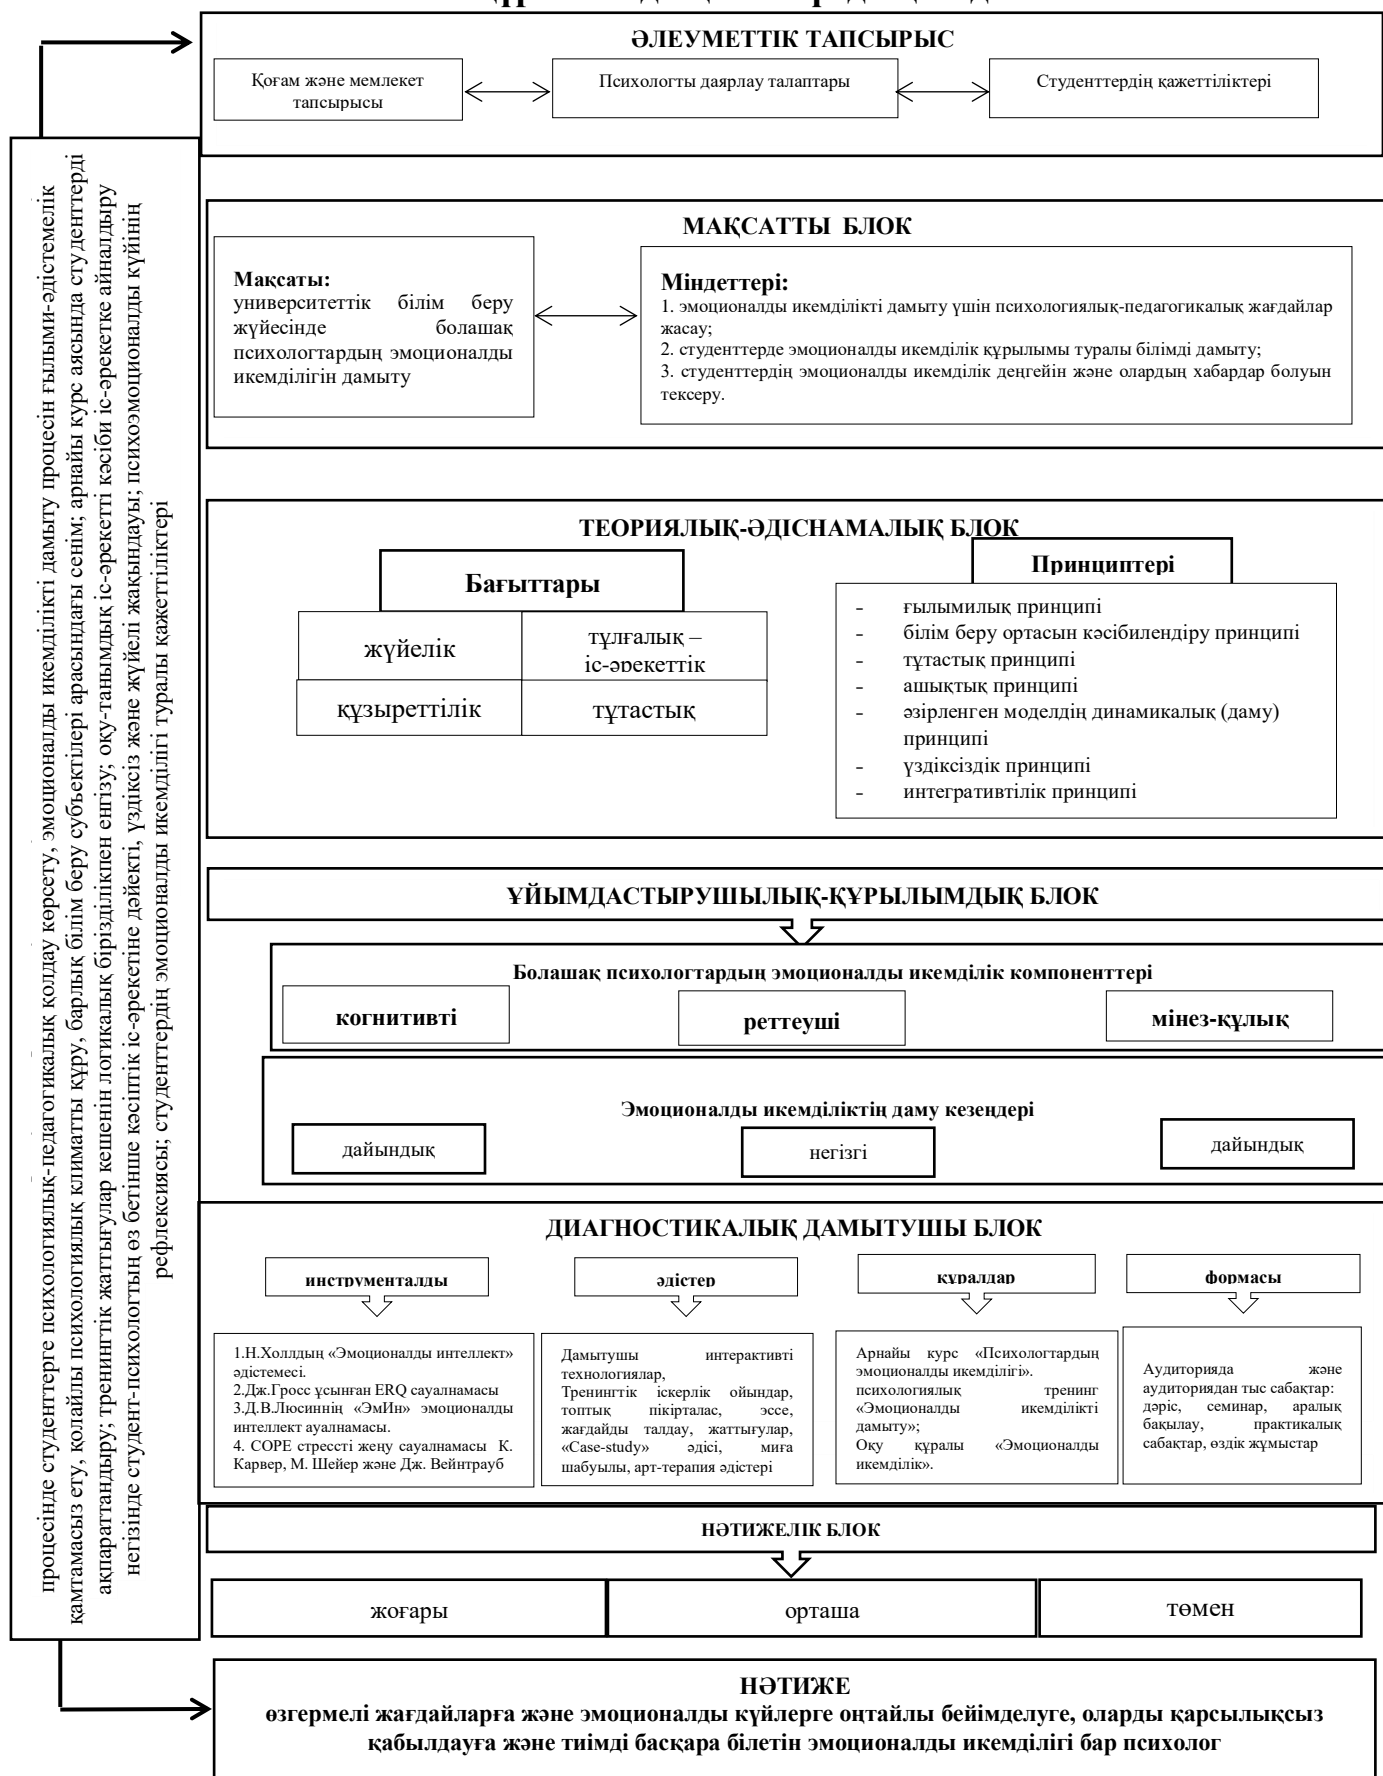 ӘЛЕУМЕТТІК ТАПСЫРЫС
Қоғам және мемлекет
тапсырысы
Психологты даярлау талаптары
Студенттердің қажеттіліктері
процесінде студенттерге психологиялық-педагогикалық қолдау көрсету, эмоционалды икемділікті дамыту процесін ғылыми-әдістемелік
қамтамасыз ету, қолайлы психологиялық климатты құру, барлық білім беру субъектілері арасындағы сенім; арнайы курс аясында студенттерді
ақпараттандыру; тренингтік жаттығулар кешенін логикалық бірізділікпен енгізу; оқу-танымдық іс-әрекетті кәсіби іс-әрекетке айналдыру
негізінде студент-психологтың өз бетінше кәсіптік іс-әрекетіне дәйекті, үздіксіз және жүйелі жақындауы; психоэмоционалды күйінің
рефлексиясы; студенттердің эмоционалды икемділігі туралы қажеттіліктері
МАҚСАТТЫ БЛОК
Мақсаты:
университеттік білім беру
жүйесінде болашақ
психологтардың эмоционалды
икемділігін дамыту
Міндеттері:
1. эмоционалды икемділікті дамыту үшін психологиялық-педагогикалық жағдайлар
жасау;
2. студенттерде эмоционалды икемділік құрылымы туралы білімді дамыту;
3. студенттердің эмоционалды икемділік деңгейін және олардың хабардар болуын
тексеру.
ТЕОРИЯЛЫҚ-ӘДІСНАМАЛЫҚ БЛОК
Бағыттары
жүйелік
тұлғалық –
іс-әрекеттік
құзыреттілік
тұтастық
Принциптері
- ғылымилық принципі
- білім беру ортасын кәсібилендіру принципі
- тұтастық принципі
- ашықтық принципі
- әзірленген моделдің динамикалық (даму)
принципі
- үздіксіздік принципі
- интегративтілік принципі
ҰЙЫМДАСТЫРУШЫЛЫҚ-ҚҰРЫЛЫМДЫҚ БЛОК
Болашақ психологтардың эмоционалды икемділік компоненттері
когнитивті
реттеуші
мінез-құлық
Эмоционалды икемділіктің даму кезеңдері
дайындық
негізгі
дайындық
ДИАГНОСТИКАЛЫҚ ДАМЫТУШЫ БЛОК
инструменталды
әдістер
құралдар
формасы
1.Н.Холлдың «Эмоционалды интеллект»
әдістемесі.
2.Дж.Гросс ұсынған ERQ сауалнамасы
3.Д.В.Люсиннің «ЭмИн» эмоционалды
интеллект ауалнамасы.
4. COPE стрессті жеңу сауалнамасы К.
Карвер, М. Шейер және Дж. Вейнтрауб
Дамытушы интерактивті
технологиялар,
Тренингтік іскерлік ойындар,
топтық пікірталас, эссе,
жағдайды талдау, жаттығулар,
«Case-study» әдісі, миға
шабуылы, арт-терапия әдістері
Арнайы курс «Психологтардың
эмоционалды икемділігі».
психологиялық тренинг
«Эмоционалды икемділікті
дамыту»;
Оқу құралы «Эмоционалды
икемділік».
Аудиторияда және
аудиториядан тыс сабақтар:
дәріс, семинар, аралық
бақылау, практикалық
сабақтар, өздік жұмыстар
НӘТИЖЕЛІК БЛОК
жоғары
орташа
төмен
НӘТИЖЕ
өзгермелі жағдайларға және эмоционалды күйлерге оңтайлы бейімделуге, оларды қарсылықсыз
қабылдауға және тиімді басқара білетін эмоционалды икемділігі бар психолог